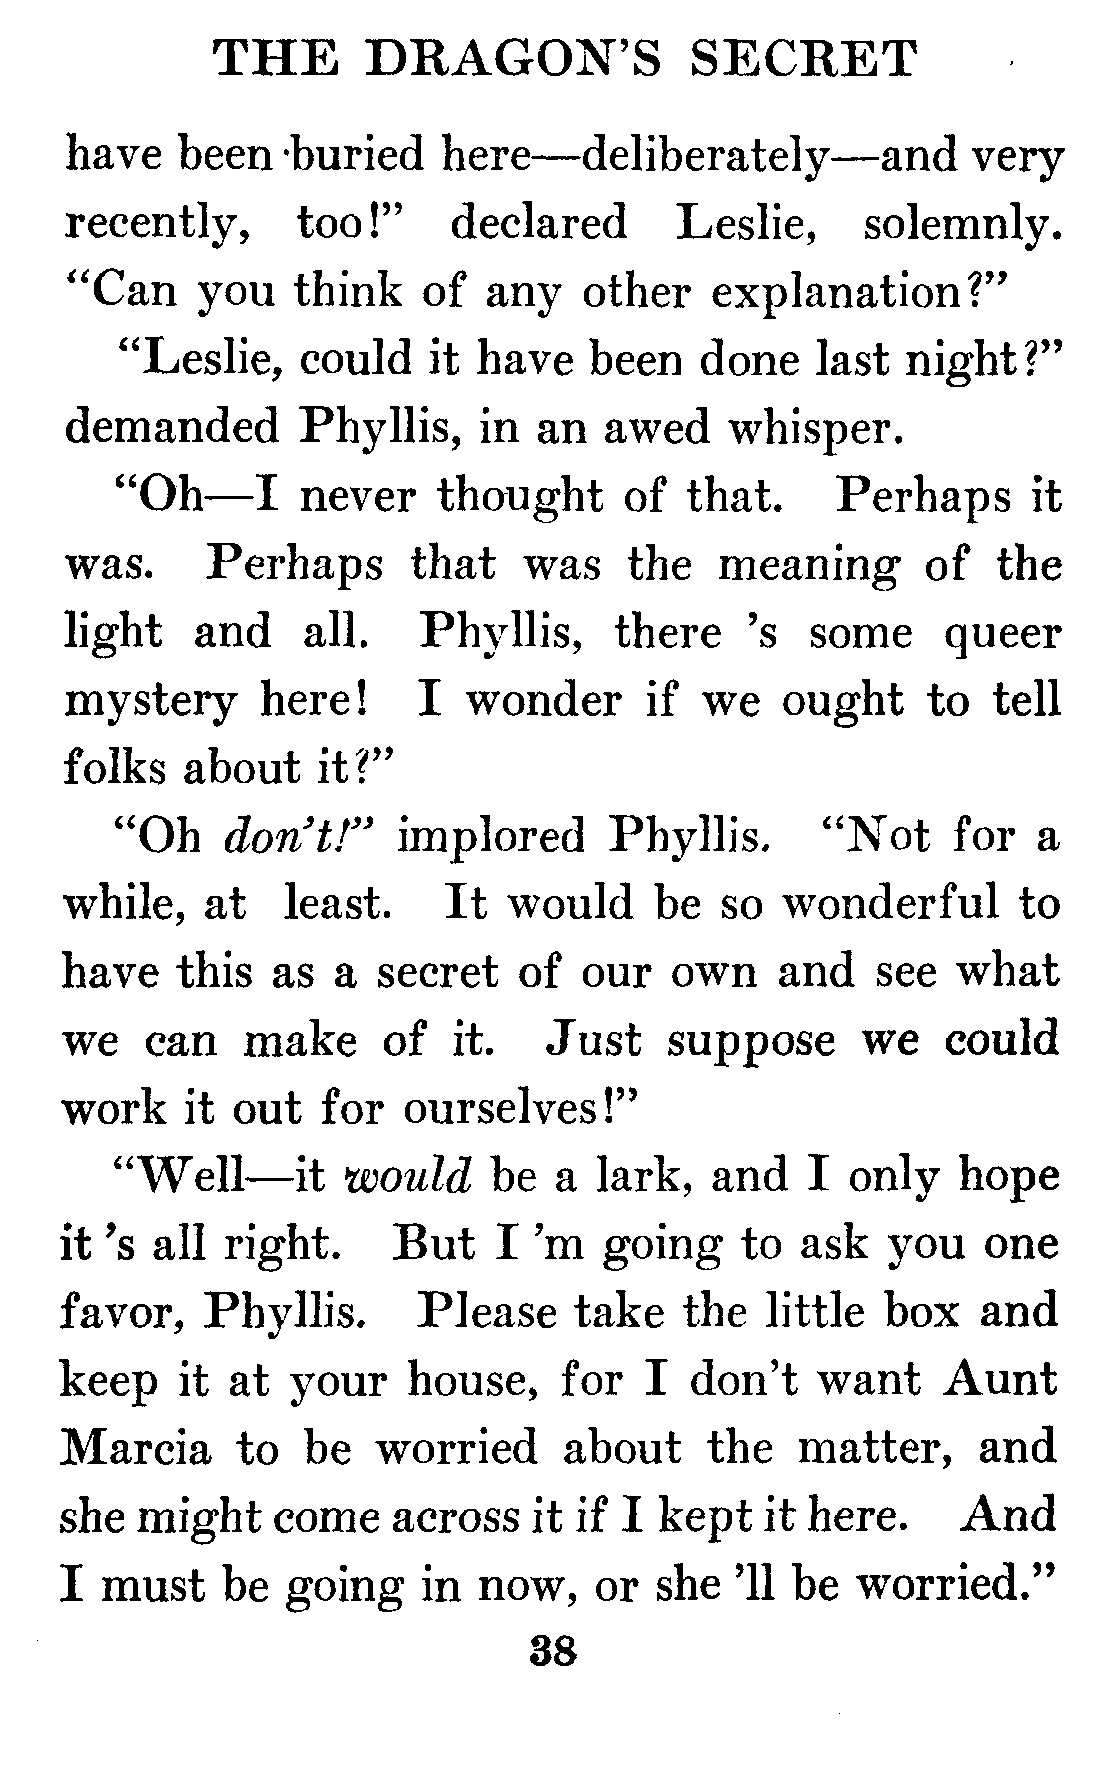 THE DRAGON'S SECRET
have been buried here—deliberately—and very
recently, too!" declared Leslie, solemnly.
"Can you think of any other explanation?"
"Leslie, could it have been done last night?"
demanded Phyllis, in an awed whisper.
"Oh—I never thought of that. Perhaps it
was. Perhaps that was the meaning of the
light and all. Phyllis, there 's some queer
mystery here! I wonder if we ought to tell
folks about it?"
"Oh don't!" implored Phyllis. "Not for a
while, at least. It would be so wonderful to
have this as a secret of our own and see what
we can make of it. Just suppose we could
work it out for ourselves!"
"Well—it would be a lark, and I only hope
it 's all right. But I 'm going to ask you one
favor, Phyllis. Please take the little box and
keep it at your house, for I don't want Aunt
Marcia to be worried about the matter, and
she might come across it if I kept it here. And
I must be going in now, or she 'll be worried."
38